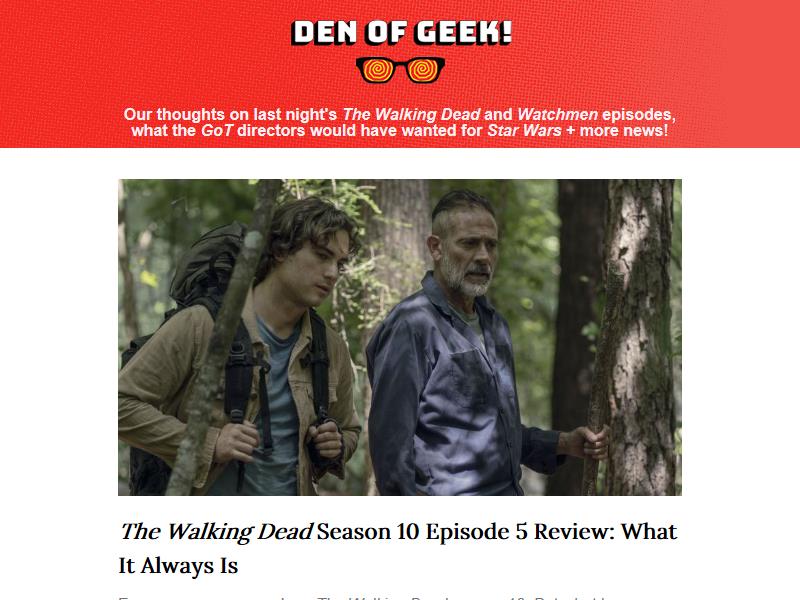 DEN OF GEEK!
Our thoughts on last night's The Walking Dead and Watchmen episodes,
what the GoT directors would have wanted for Star Wars + more news!
The Walking Dead Season 10 Episode 5 Review: What
It Always Is